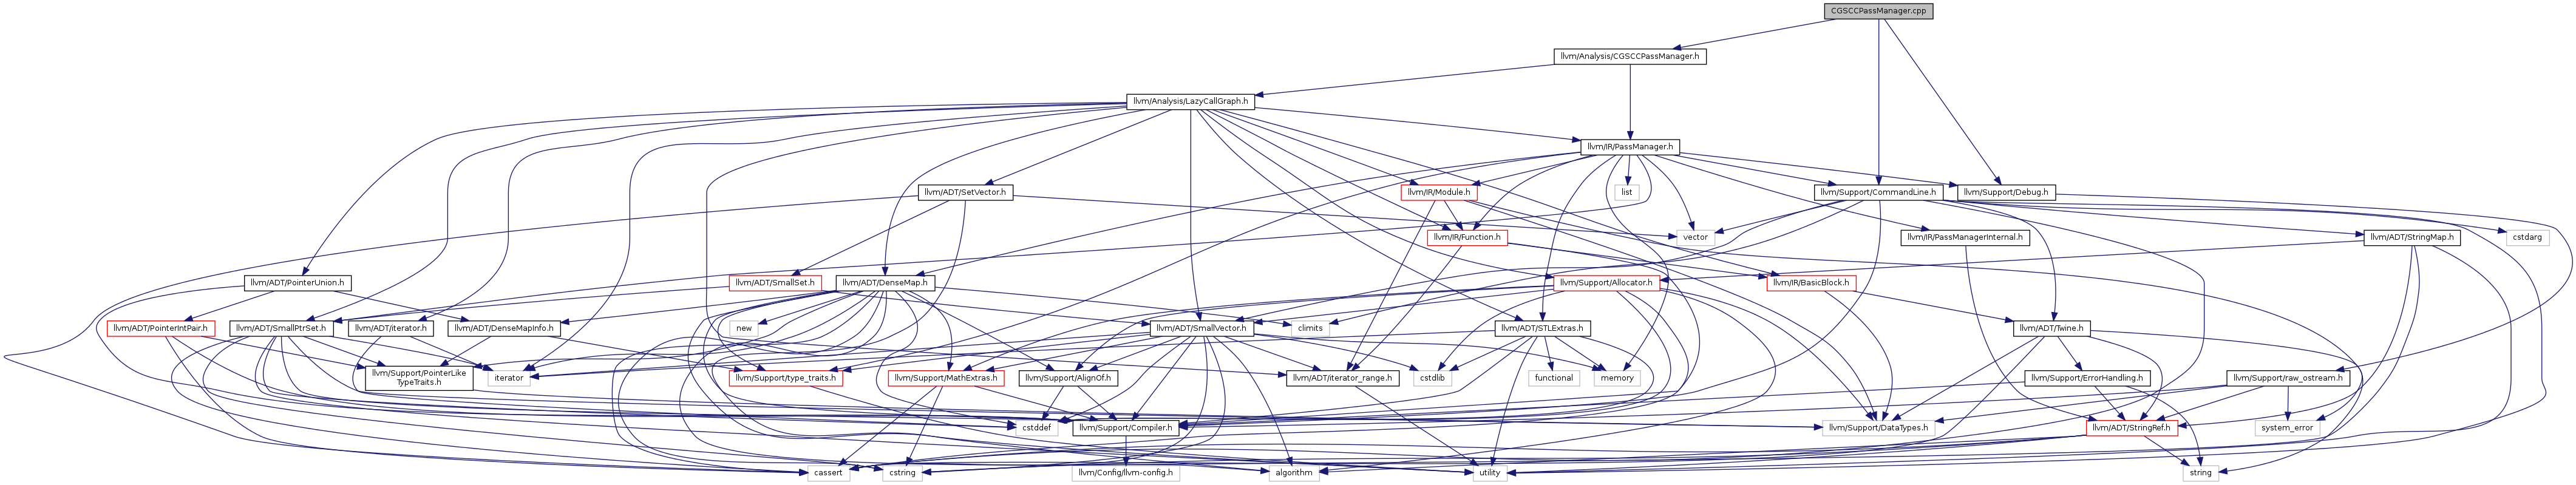 CGSCCPassManager.cpp
llvm/Analysis/CGSCCPassManager.h
llvm/Analysis/LazyCallGraph.h
llvm/IR/PassManager.h
llvm/ADT/SetVector.h
llvm/IR/Module.h
list
llvm/Support/CommandLine.h
llvm/Support/Debug.h
llvm/IR/Function.h
vector
llvm/IR/PassManagerInternal.h
llvm/ADT/StringMap.h
cstdarg
llvm/ADT/PointerUnion.h
llvm/ADT/SmallSet.h
llvm/ADT/DenseMap.h
llvm/Support/Allocator.h
llvm/IR/BasicBlock.h
llvm/ADT/PointerIntPair.h
llvm/ADT/SmallPtrSet.h
llvm/ADT/iterator.h
llvm/ADT/DenseMapInfo.h
new
llvm/ADT/SmallVector.h
climits
llvm/ADT/STLExtras.h
llvm/ADT/Twine.h
llvm/Support/PointerLike
TypeTraits.h
iterator
llvm/Support/type_traits.h
llvm/Support/MathExtras.h
llvm/Support/AlignOf.h
llvm/ADT/iterator_range.h
cstdlib
functional
memory
llvm/Support/ErrorHandling.h
llvm/Support/raw_ostream.h
cstddef
llvm/Support/Compiler.h
llvm/Support/DataTypes.h
llvm/ADT/StringRef.h
system_error
cassert
cstring
llvm/Config/llvm-config.h
algorithm
utility
string